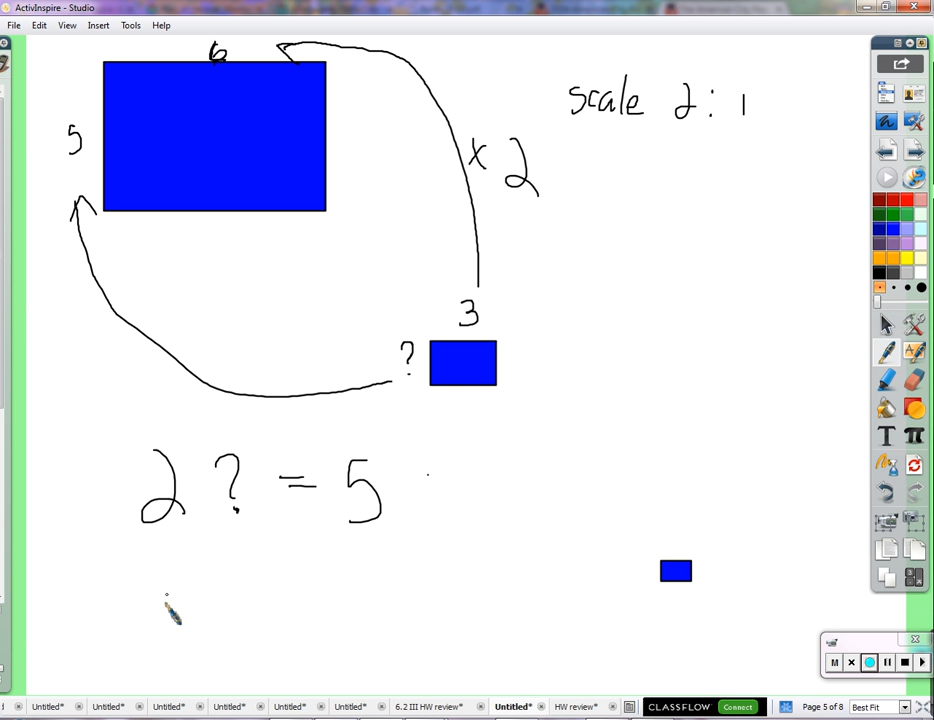 ActivInspire - Studio
File Edit View Insert Tools Help
6
5
scale 2 : 1
x 2
3
?
2 ? = 5
M
d Untitled* Untitled* Untitled* Untitled* Untitled* Untitled* 6.2 III HW review* Untitled* HW review* CLASSFLOW Connect Page 5 of 8 Best Fit